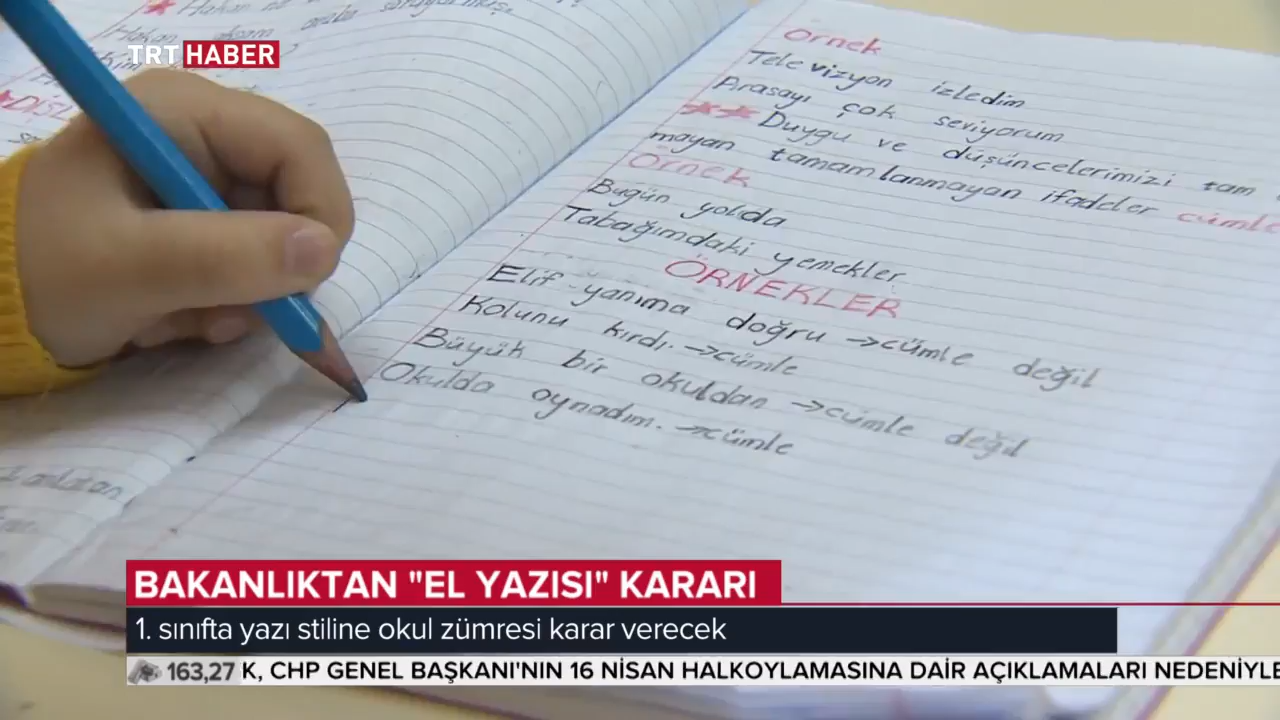 Hakan
TRT HABER
Örnek
Televizyon izledim
Arasayı çok seviyorum
Duygu ve düşüncelerimizi tam
mayan tamamlanmayan ifadeler cümle
Örnek
Bugün yolda
Tabağımdaki yemekler
ÖRNEKLER
Elif yanıma doğru →cümle değil
Kolunu kırdı. →cümle
Büyük bir okuldan →cümle değil
Okulda oynadım. →cümle
BAKANLIKTAN "EL YAZISI" KARARI
1. sınıfta yazı stiline okul zümresi karar verecek
163,27 K, CHP GENEL BAŞKANI'NIN 16 NİSAN HALKOYLAMASINA DAİR AÇIKLAMALARI NEDENİYLE